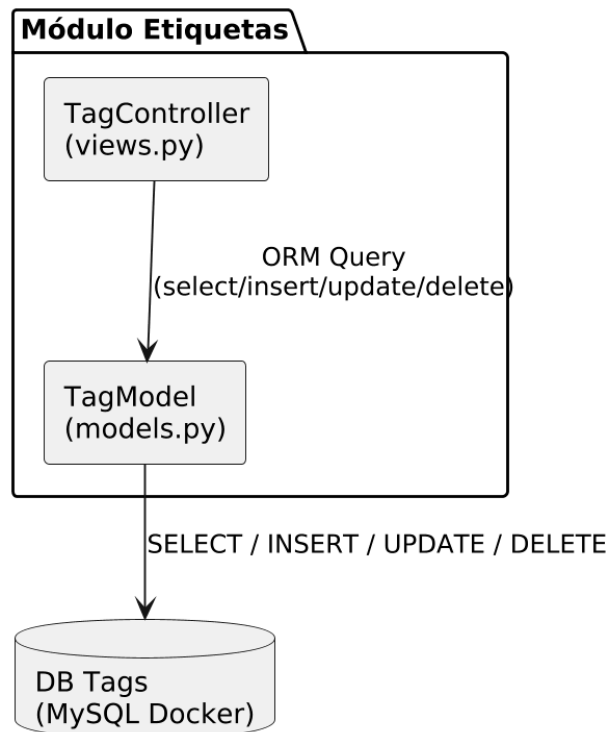 Módulo Etiquetas
TagController
(views.py)
ORM Query
(select/insert/update/delete)
TagModel
(models.py)
SELECT / INSERT / UPDATE / DELETE
DB Tags
(MySQL Docker)